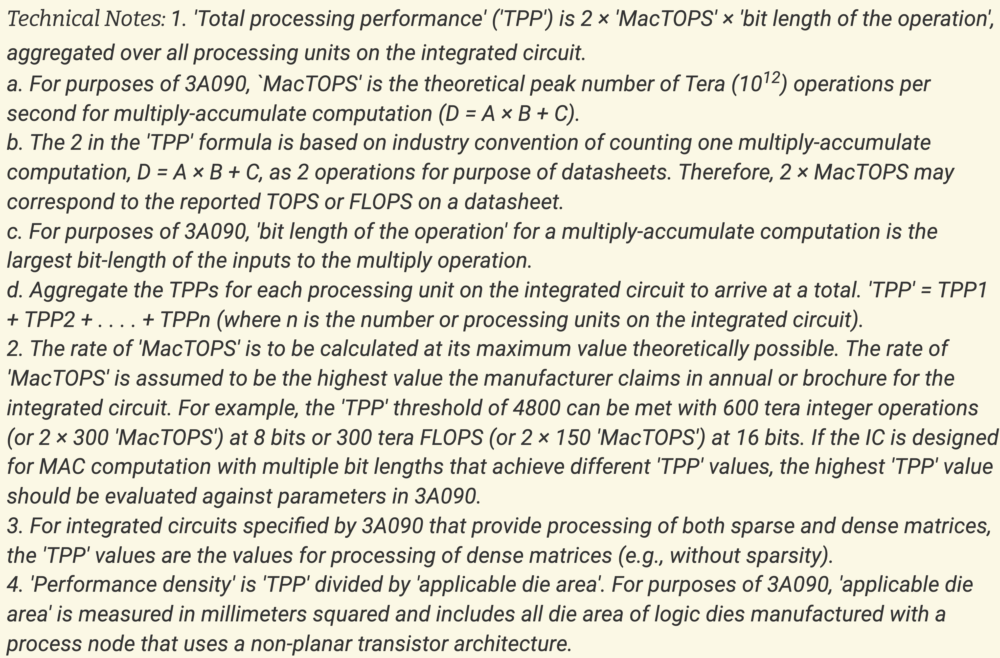 Technical Notes: 1. 'Total processing performance' ('TPP') is 2 × 'MacTOPS' × 'bit length of the operation',
aggregated over all processing units on the integrated circuit.
a. For purposes of 3A090, `MacTOPS' is the theoretical peak number of Tera (10¹²) operations per
second for multiply-accumulate computation (D = A × B + C).
b. The 2 in the 'TPP' formula is based on industry convention of counting one multiply-accumulate
computation, D = A × B + C, as 2 operations for purpose of datasheets. Therefore, 2 × MacTOPS may
correspond to the reported TOPS or FLOPS on a datasheet.
c. For purposes of 3A090, 'bit length of the operation' for a multiply-accumulate computation is the
largest bit-length of the inputs to the multiply operation.
d. Aggregate the TPPs for each processing unit on the integrated circuit to arrive at a total. 'TPP' = TPP1
+ TPP2 + . . . . + TPPn (where n is the number or processing units on the integrated circuit).
2. The rate of 'MacTOPS' is to be calculated at its maximum value theoretically possible. The rate of
'MacTOPS' is assumed to be the highest value the manufacturer claims in annual or brochure for the
integrated circuit. For example, the 'TPP' threshold of 4800 can be met with 600 tera integer operations
(or 2 × 300 'MacTOPS') at 8 bits or 300 tera FLOPS (or 2 × 150 'MacTOPS') at 16 bits. If the IC is designed
for MAC computation with multiple bit lengths that achieve different 'TPP' values, the highest 'TPP' value
should be evaluated against parameters in 3A090.
3. For integrated circuits specified by 3A090 that provide processing of both sparse and dense matrices,
the 'TPP' values are the values for processing of dense matrices (e.g., without sparsity).
4. 'Performance density' is 'TPP' divided by 'applicable die area'. For purposes of 3A090, 'applicable die
area' is measured in millimeters squared and includes all die area of logic dies manufactured with a
process node that uses a non-planar transistor architecture.